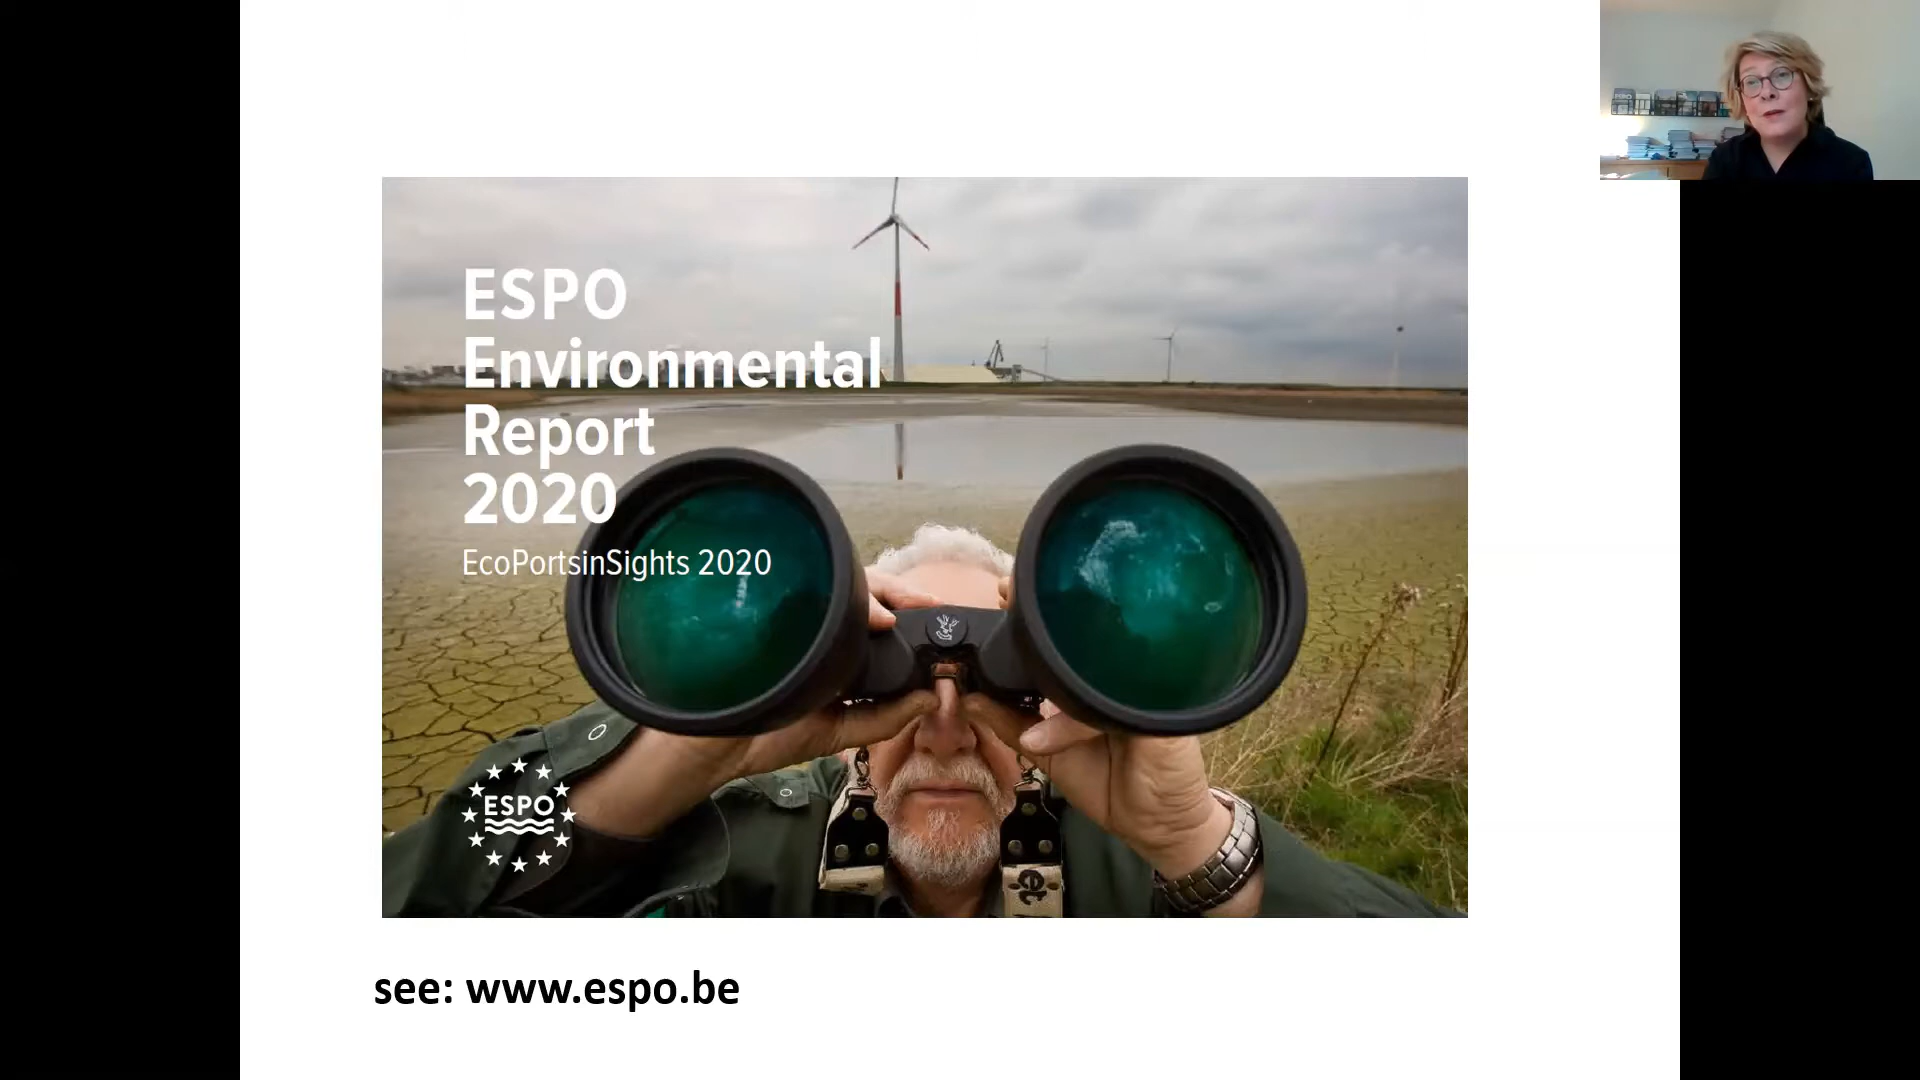 ESPO
Environmental
Report
2020
EcoPortsinSights 2020
ESPO
see: www.espo.be